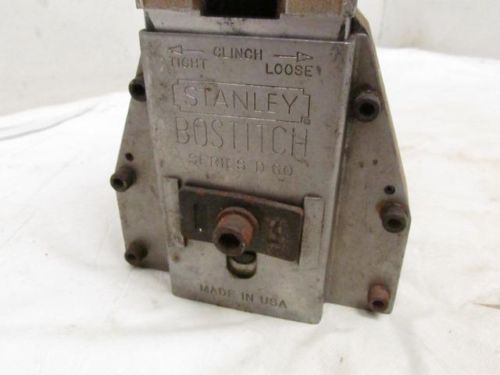 CLINCH
TIGHT LOOSE
STANLEY
BOSTITCH
SERIES D 60
MADE IN USA